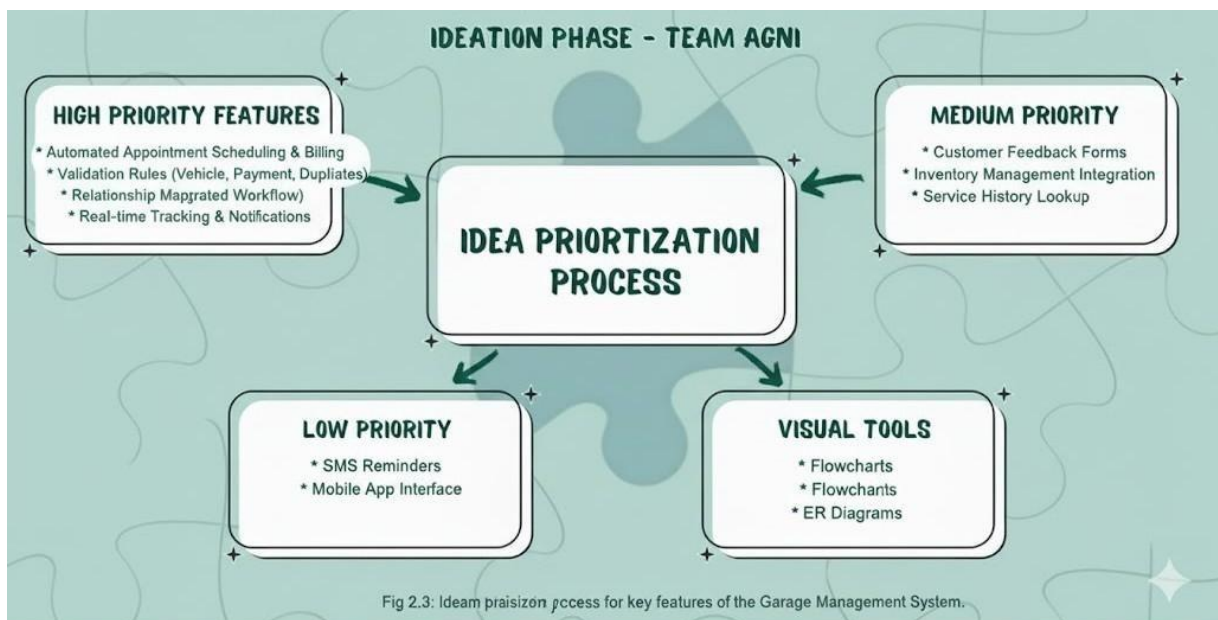 IDEATION PHASE - TEAM AGNI
HIGH PRIORITY FEATURES
* Automated Appointment Scheduling & Billing
* Validation Rules (Vehicle, Payment, Dupliates)
* Relationship Mapgrated Workflow)
* Real-time Tracking & Notifications
MEDIUM PRIORITY
* Customer Feedback Forms
* Inventory Management Integration
* Service History Lookup
IDEA PRIORTIZATION
PROCESS
LOW PRIORITY
* SMS Reminders
* Mobile App Interface
VISUAL TOOLS
* Flowcharts
* Flowchants
* ER Diagrams
Fig 2.3: Ideam praisizon pccess for key features of the Garage Management System.